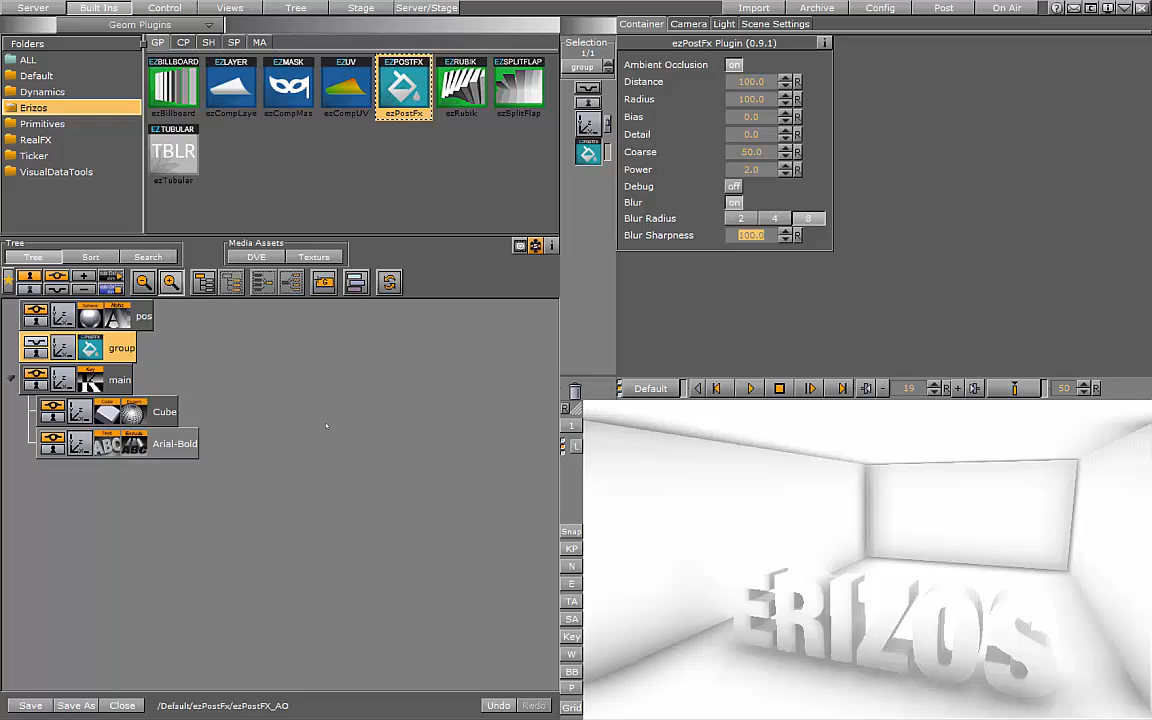 Server Built Ins Control Views Tree Stage Server/Stage Import Archive Config Post On Air
Geom Plugins
Container Camera Light Scene Settings
Folders
GP CP SH SP MA
Selection
1/1
group
ezPostFx Plugin (0.9.1)
ALL
Default
Dynamics
Erizos
Primitives
RealFX
Ticker
VisualDataTools
EZBILLBOARD EZLAYER EZMASK EZUV EZPOSTFX EZRUBIK EZSPLITFLAP
ezBillboard ezCompLaye ezCompMas ezCompUV ezPostFx ezRubik ezSplitFlap
EZTUBULAR
TBLR
ezTubular
Ambient Occlusion on
Distance 100.0 R
Radius 100.0 R
Bias 0.0 R
Detail 0.0 R
Coarse 50.0 R
Power 2.0 R
Debug off
Blur on
Blur Radius 2 4 8
Blur Sharpness 100.0 R
Tree Media Assets
Tree Sort Search DVE Texture
pos
group
main
Cube
Arial-Bold
Default 19 R 50 R
R
1
L
Snap
KP
N
E
TA
SA
Key
W
BB
P
Grid
ERIZOS
Save Save As Close /Default/ezPostFx/ezPostFX_AO Undo Redo